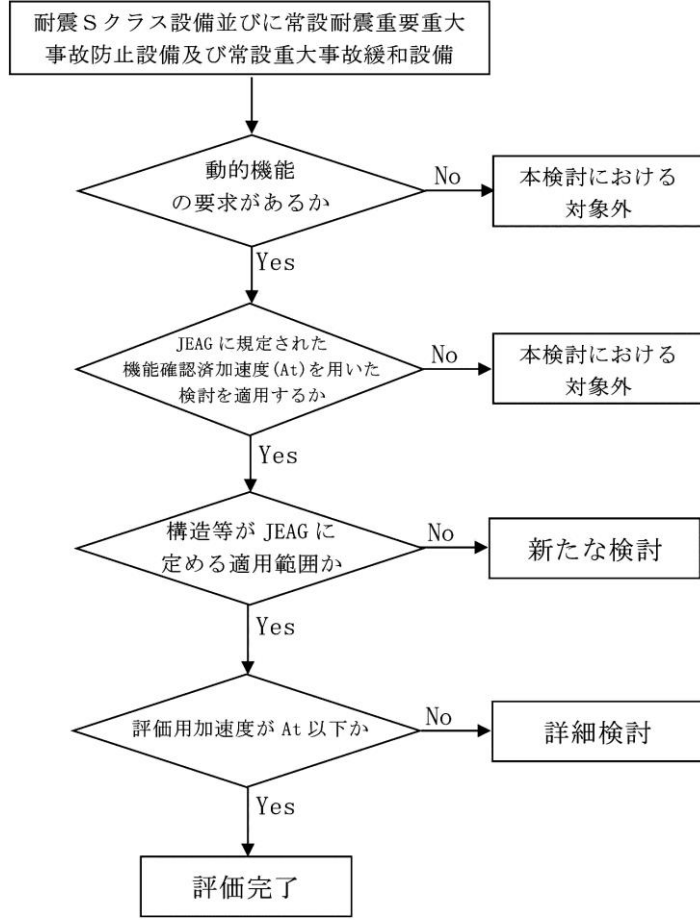 耐震Ｓクラス設備並びに常設耐震重要重大
事故防止設備及び常設重大事故緩和設備
動的機能
の要求があるか
No
本検討における
対象外
Yes
JEAGに規定された
機能確認済加速度(At)を用いた
検討を適用するか
No
本検討における
対象外
Yes
構造等が JEAGに
定める適用範囲か
No
新たな検討
Yes
評価用加速度が At 以下か
No
詳細検討
Yes
評価完了